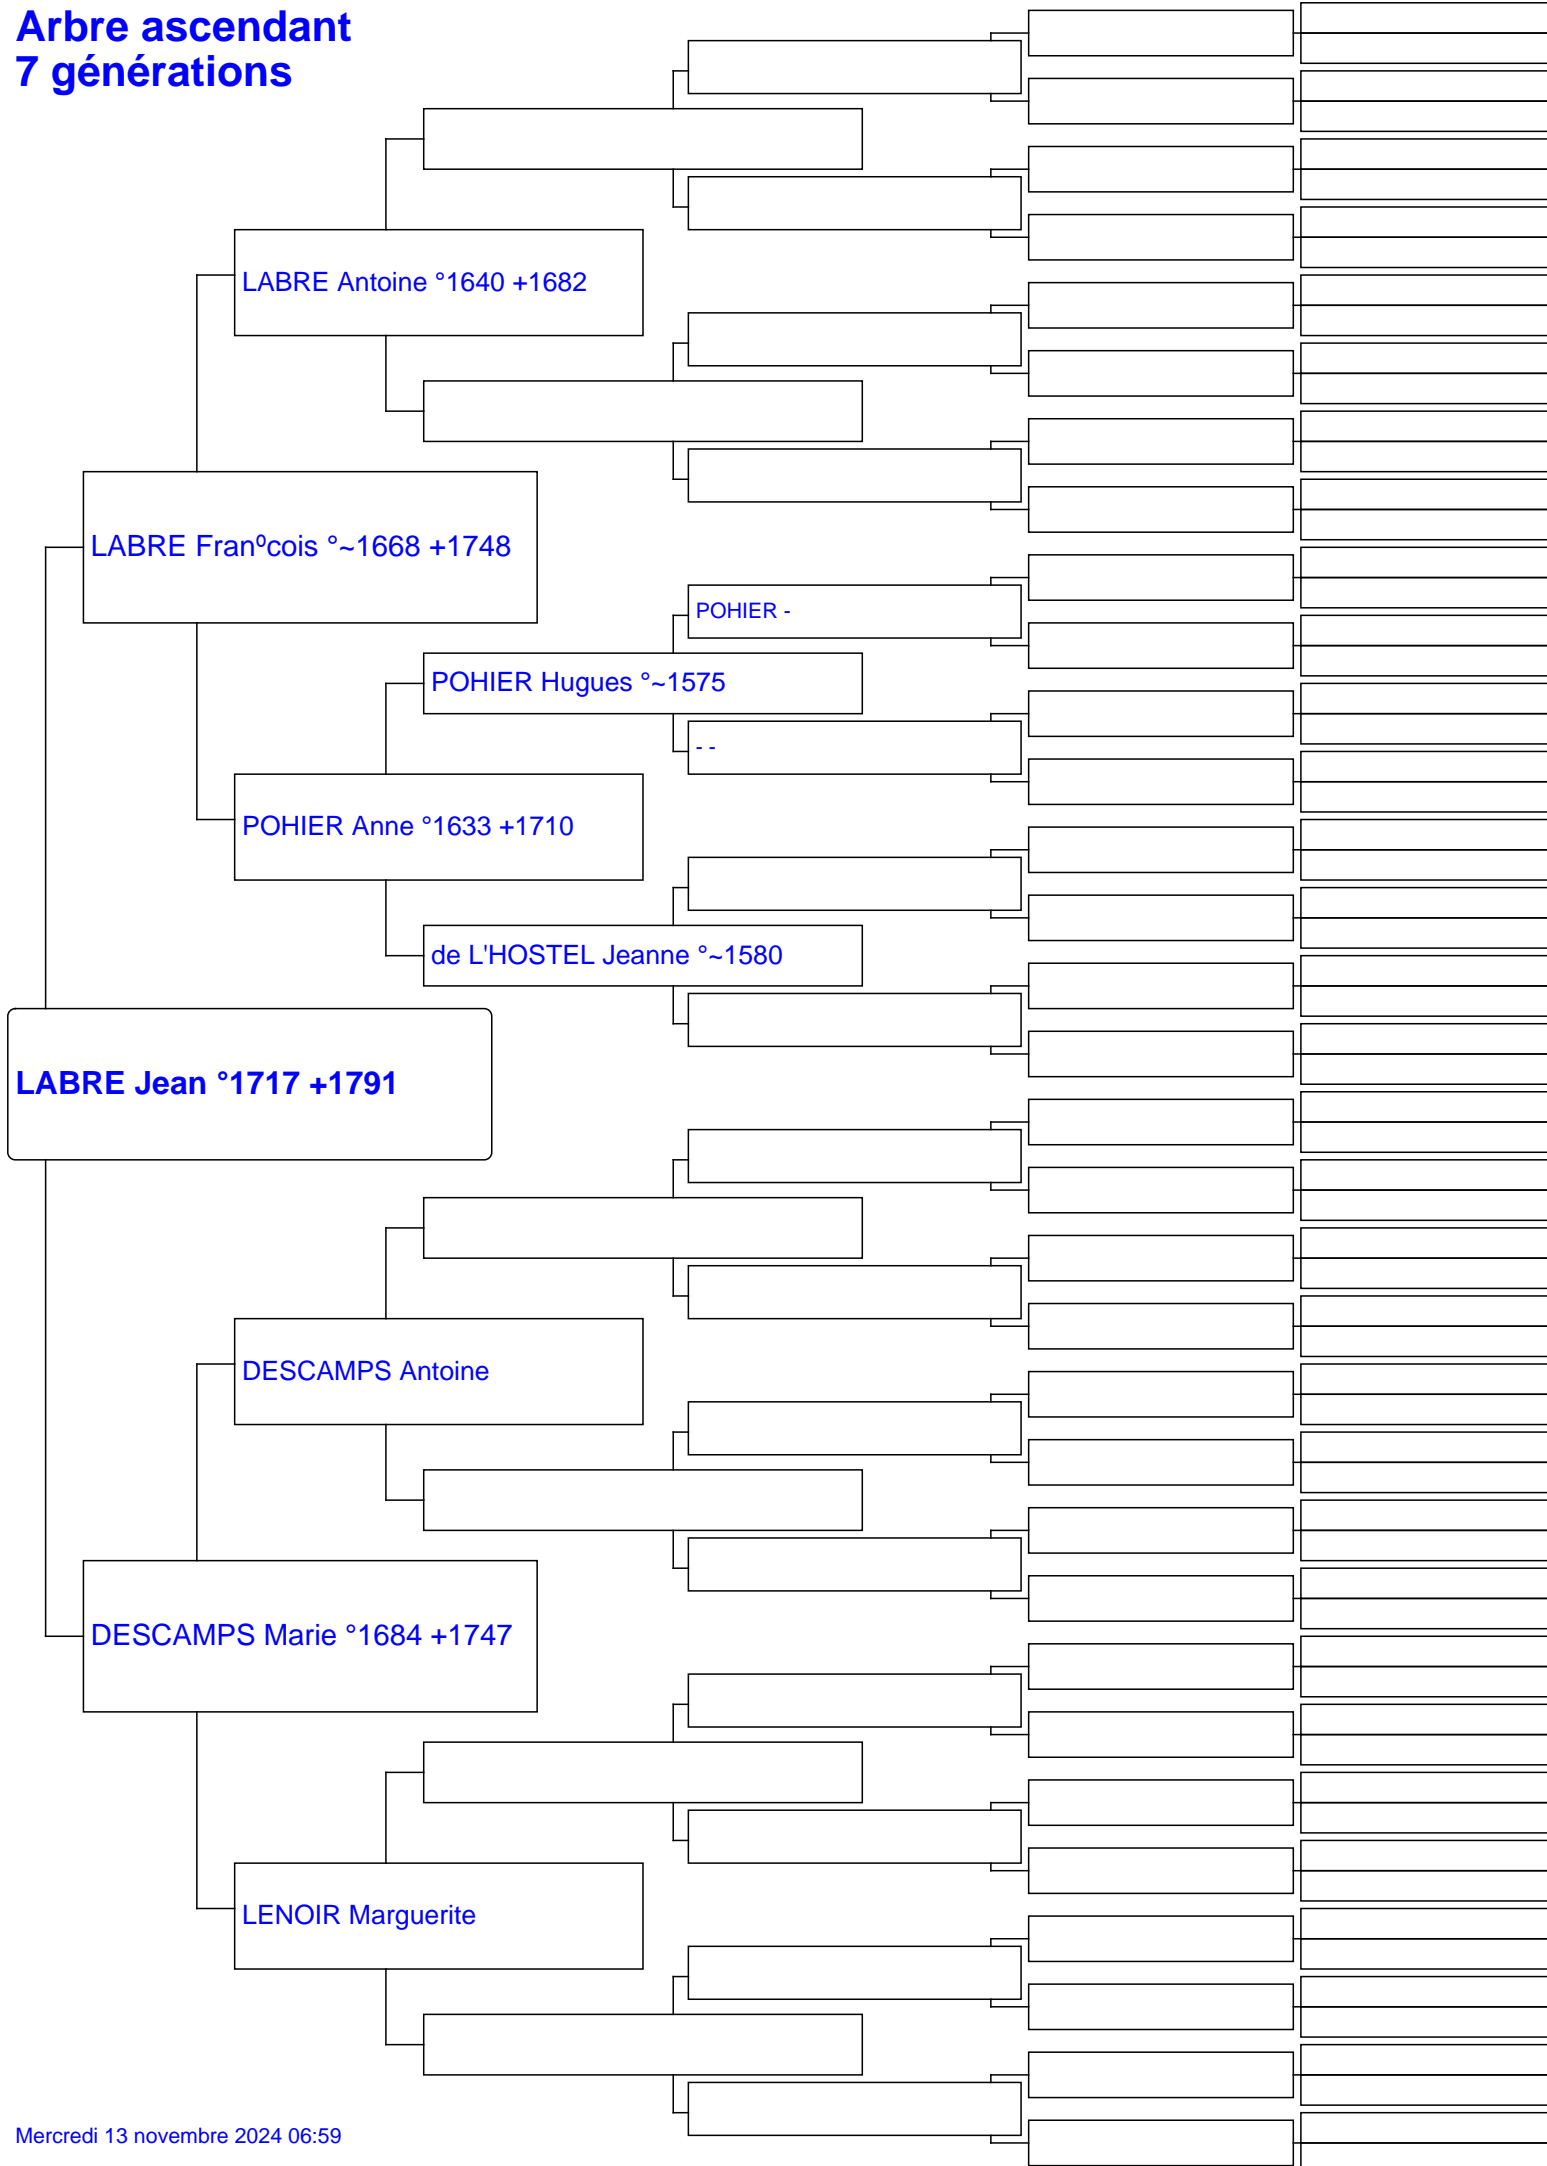 Arbre ascendant
7 générations
LABRE Antoine °1640 +1682
LABRE Franºcois °~1668 +1748
POHIER -
POHIER Hugues °~1575
- -
POHIER Anne °1633 +1710
de L'HOSTEL Jeanne °~1580
LABRE Jean °1717 +1791
DESCAMPS Antoine
DESCAMPS Marie °1684 +1747
LENOIR Marguerite
Mercredi 13 novembre 2024 06:59